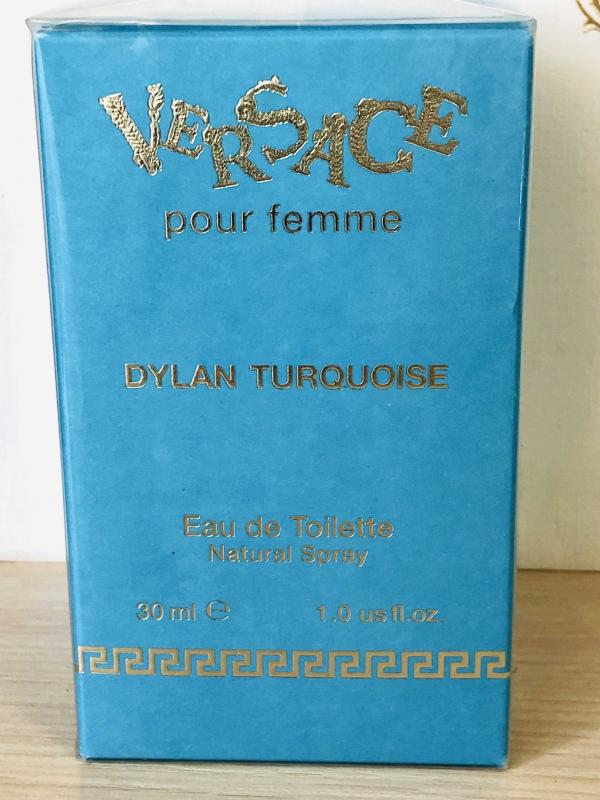 VERSACE
pour femme
DYLAN TURQUOISE
Eau de Toilette
Natural Spray
30 ml ℮ 1.0 us fl.oz.